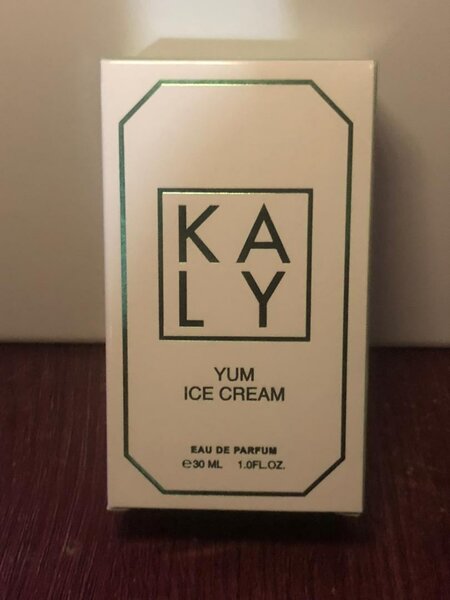 KA
LY
YUM
ICE CREAM
EAU DE PARFUM
℮30 ML 1.0FL.OZ.